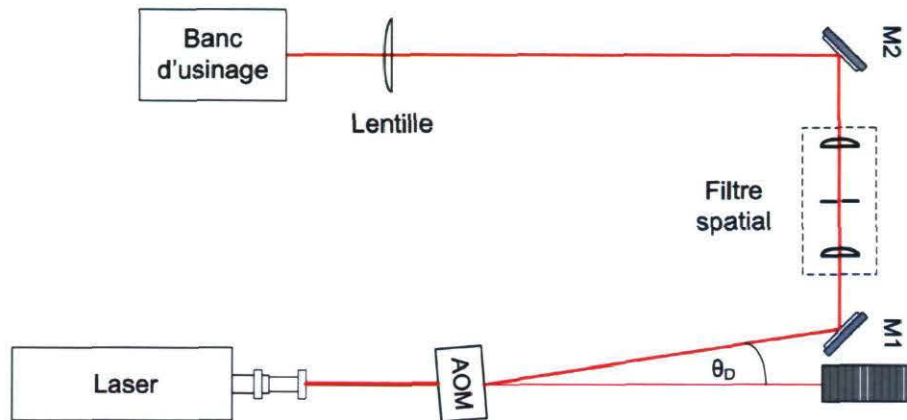 Banc
d'usinage
Lentille
M2
Filtre
spatial
M1
Laser
AOM
θD